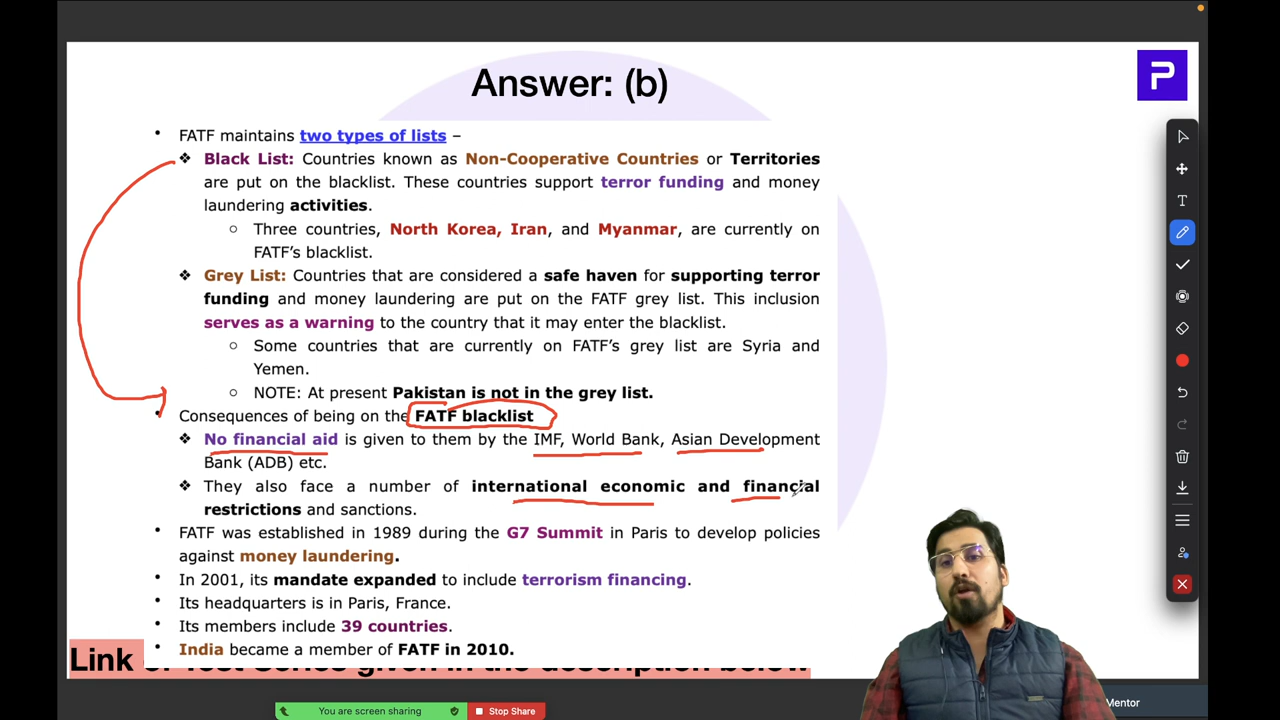 Answer: (b)
P
• FATF maintains two types of lists –
❖ Black List: Countries known as Non-Cooperative Countries or Territories
are put on the blacklist. These countries support terror funding and money
laundering activities.
○ Three countries, North Korea, Iran, and Myanmar, are currently on
FATF's blacklist.
❖ Grey List: Countries that are considered a safe haven for supporting terror
funding and money laundering are put on the FATF grey list. This inclusion
serves as a warning to the country that it may enter the blacklist.
○ Some countries that are currently on FATF's grey list are Syria and
Yemen.
○ NOTE: At present Pakistan is not in the grey list.
• Consequences of being on the FATF blacklist
❖ No financial aid is given to them by the IMF, World Bank, Asian Development
Bank (ADB) etc.
❖ They also face a number of international economic and financial
restrictions and sanctions.
• FATF was established in 1989 during the G7 Summit in Paris to develop policies
against money laundering.
• In 2001, its mandate expanded to include terrorism financing.
• Its headquarters is in Paris, France.
• Its members include 39 countries.
• India became a member of FATF in 2010.
Link of Test Series given in the description below
Mentor
You are screen sharing
Stop Share